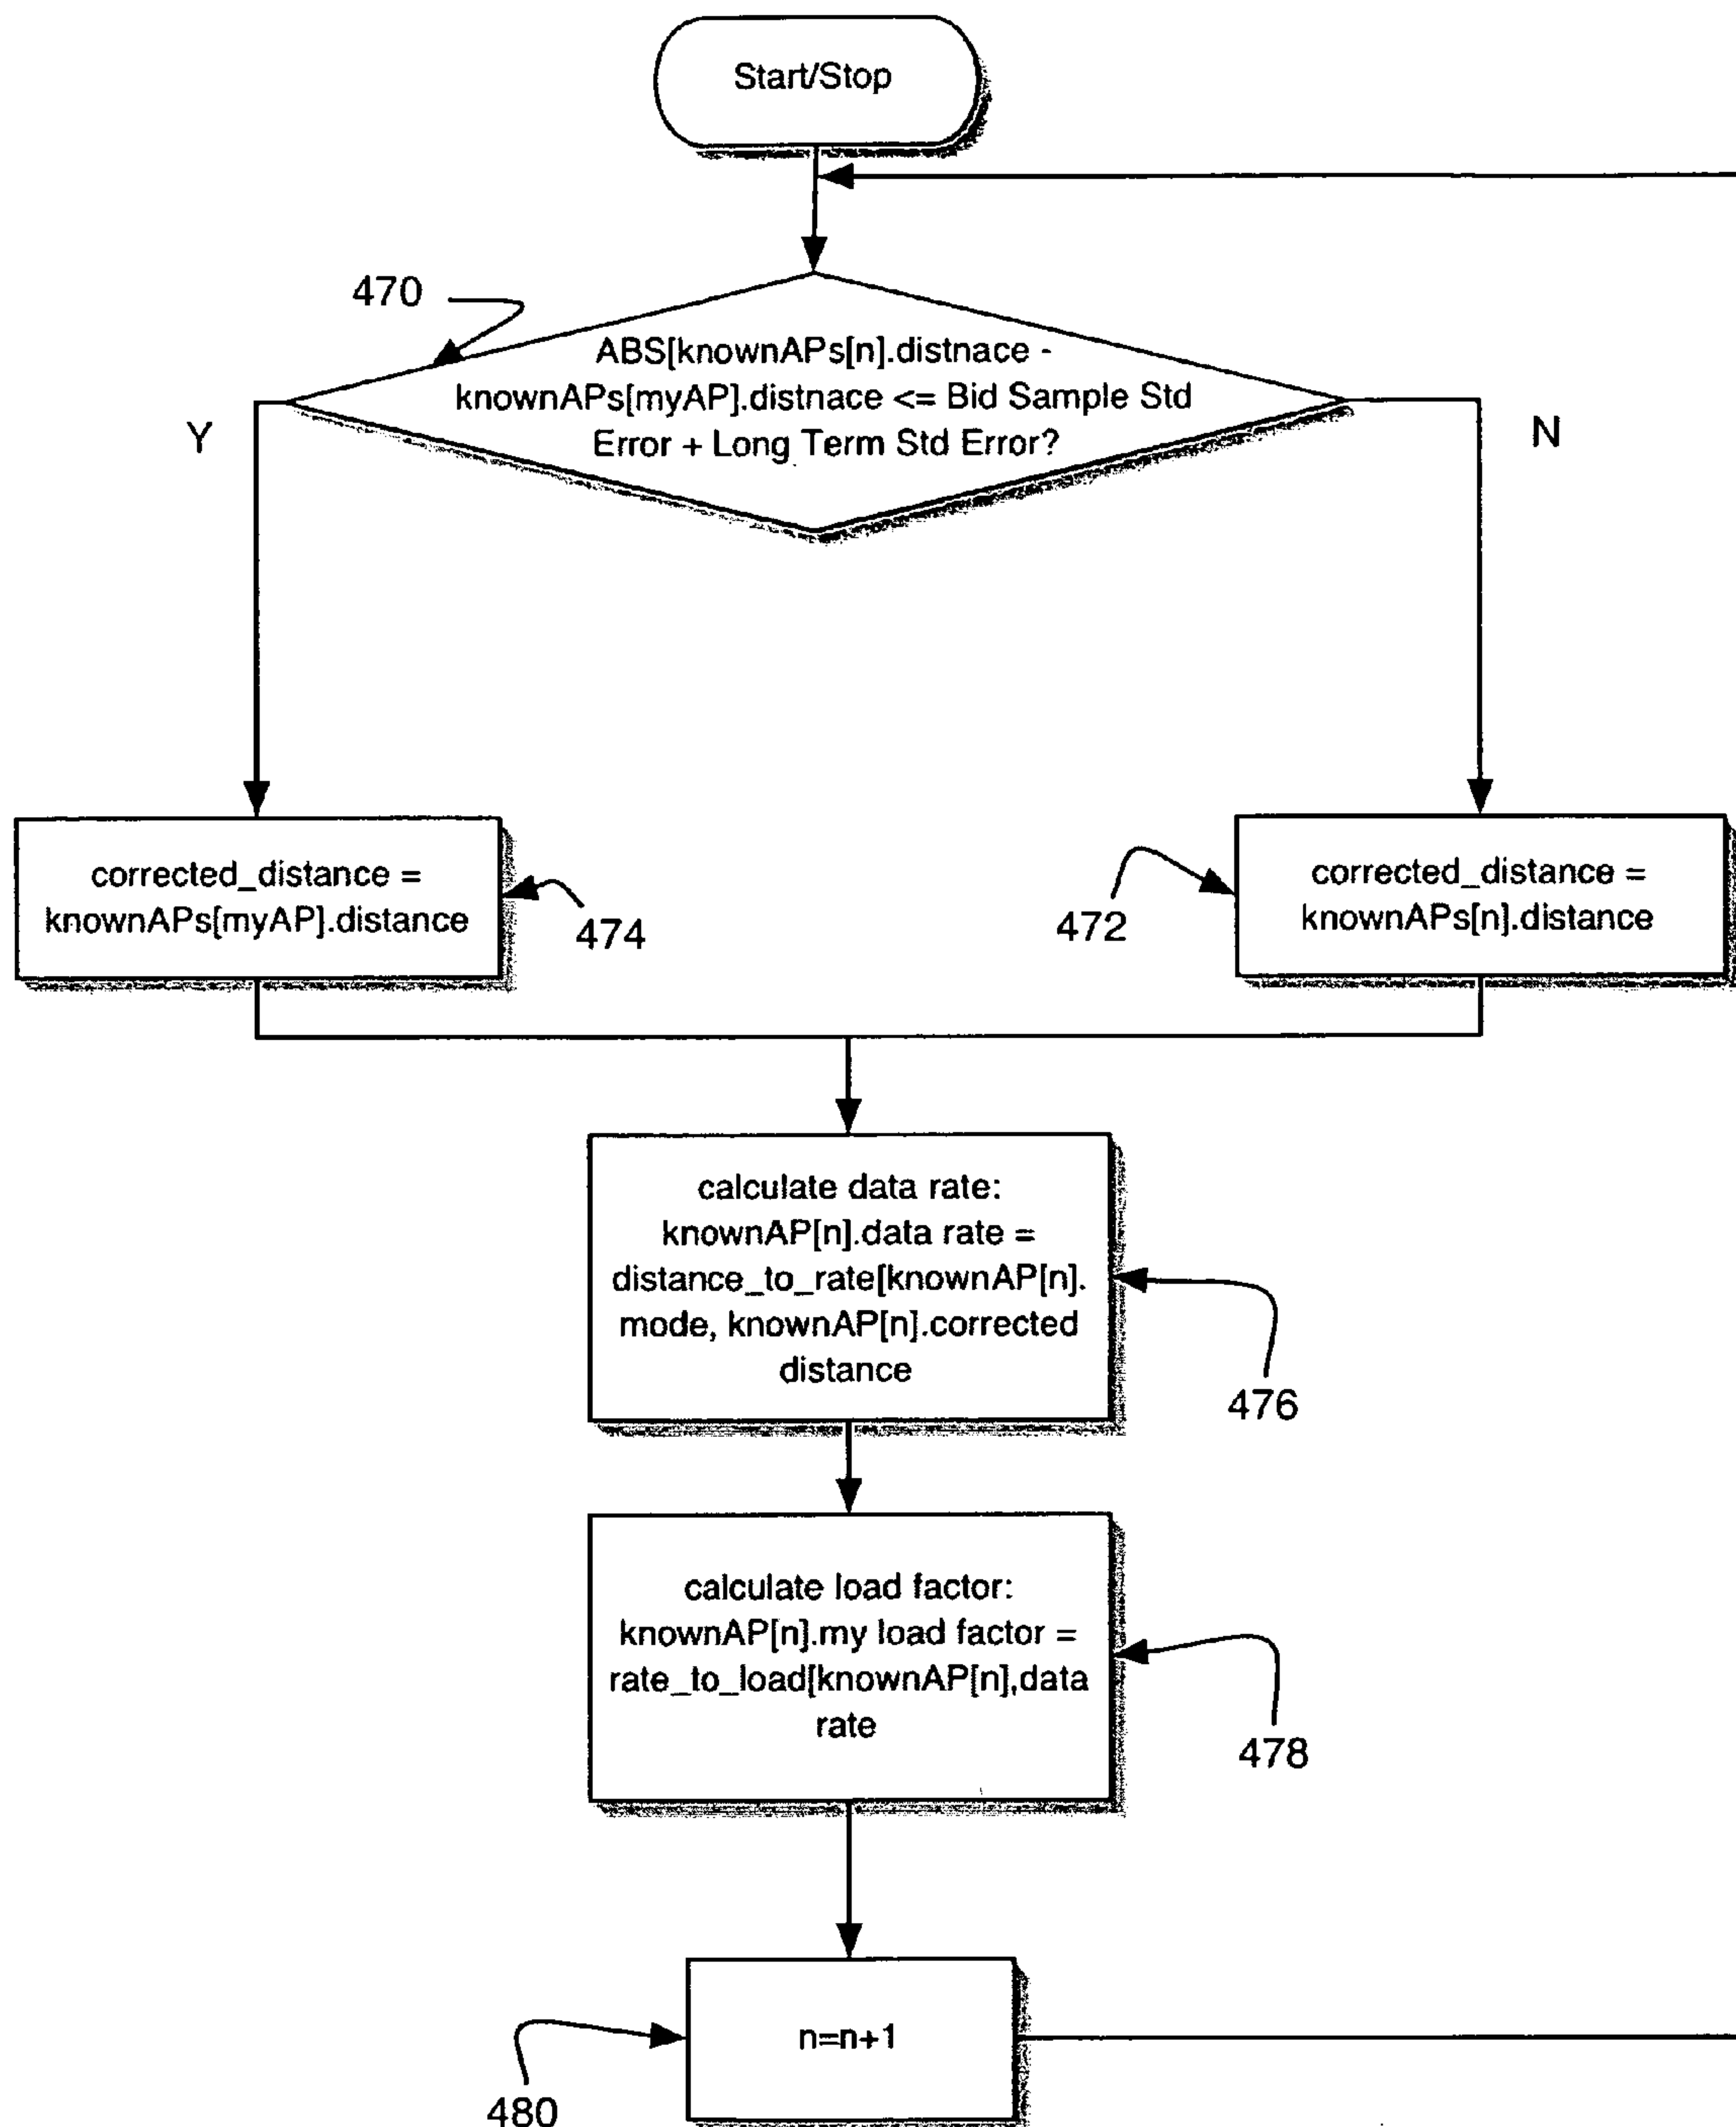 Start/Stop
470
ABS[knownAPs[n].distnace -
knownAPs[myAP].distnace <= Bid Sample Std
Error + Long Term Std Error?
Y
N
corrected_distance =
knownAPs[myAP].distance
474
472
corrected_distance =
knownAPs[n].distance
calculate data rate:
knownAP[n].data rate =
distance_to_rate[knownAP[n].
mode, knownAP[n].corrected
distance
476
calculate load factor:
knownAP[n].my load factor =
rate_to_load[knownAP[n],data
rate
478
n=n+1
480